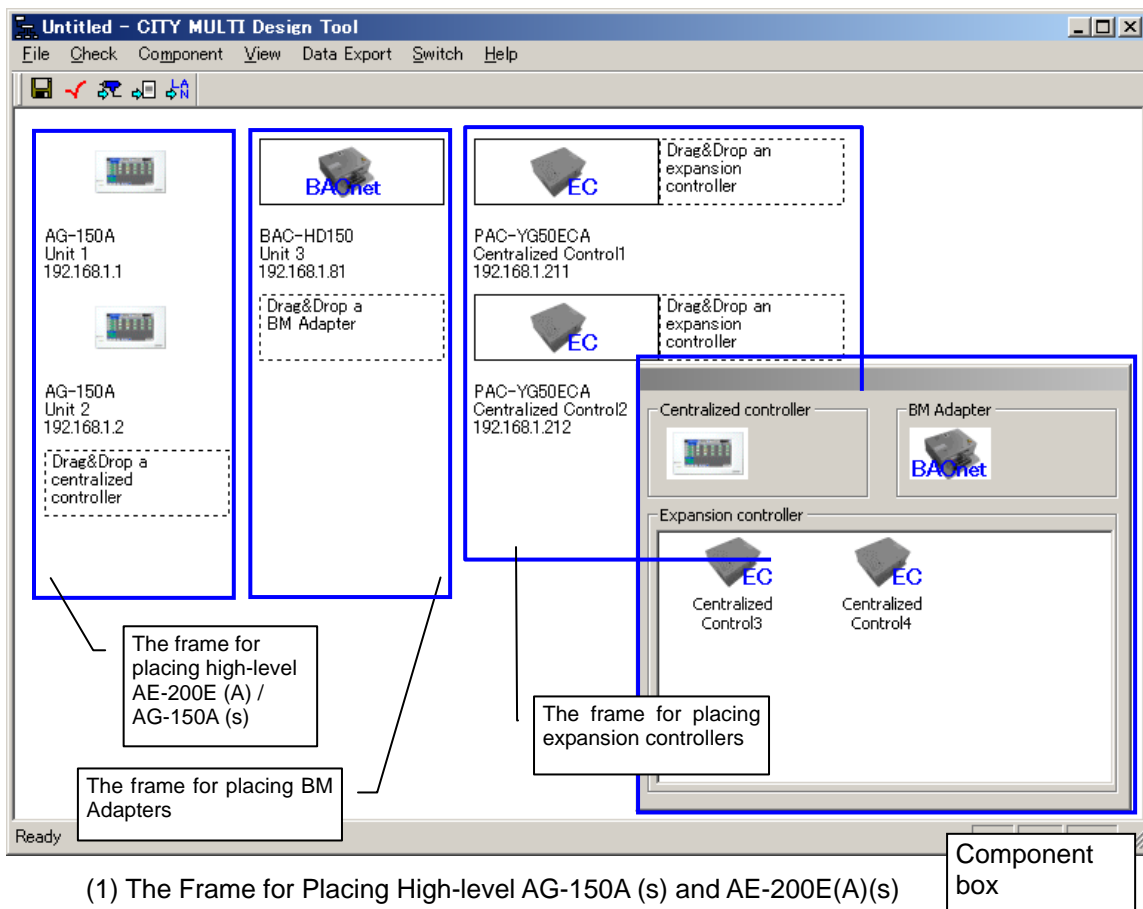 Untitled - CITY MULTI Design Tool
File Check Component View Data Export Switch Help
LAN
AG-150A
Unit 1
192.168.1.1
AG-150A
Unit 2
192.168.1.2
Drag&Drop a
centralized
controller
BACnet
BAC-HD150
Unit 3
192.168.1.81
Drag&Drop a
BM Adapter
EC
Drag&Drop an
expansion
controller
PAC-YG50ECA
Centralized Control1
192.168.1.211
EC
Drag&Drop an
expansion
controller
PAC-YG50ECA
Centralized Control2
192.168.1.212
Centralized controller
BM Adapter
BACnet
Expansion controller
EC
Centralized
Control3
EC
Centralized
Control4
The frame for
placing high-level
AE-200E (A) /
AG-150A (s)
The frame for placing BM
Adapters
The frame for placing
expansion controllers
Ready
Component
box
(1) The Frame for Placing High-level AG-150A (s) and AE-200E(A)(s)